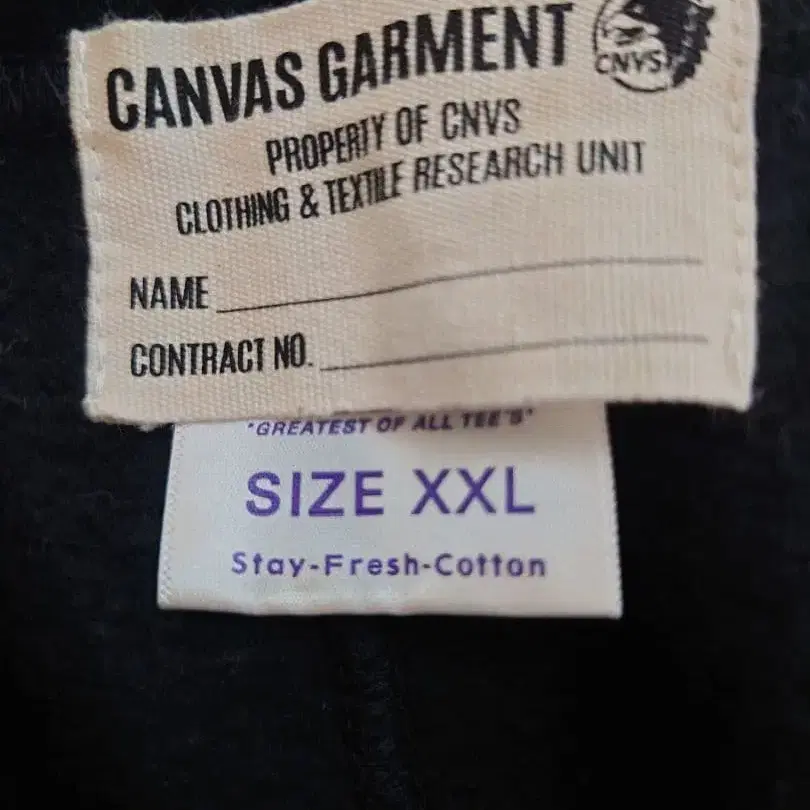 CANVAS GARMENT
CNVS
PROPERTY OF CNVS
CLOTHING & TEXTILE RESEARCH UNIT
NAME
CONTRACT NO.
"GREATEST OF ALL TEE'S"
SIZE XXL
Stay-Fresh-Cotton